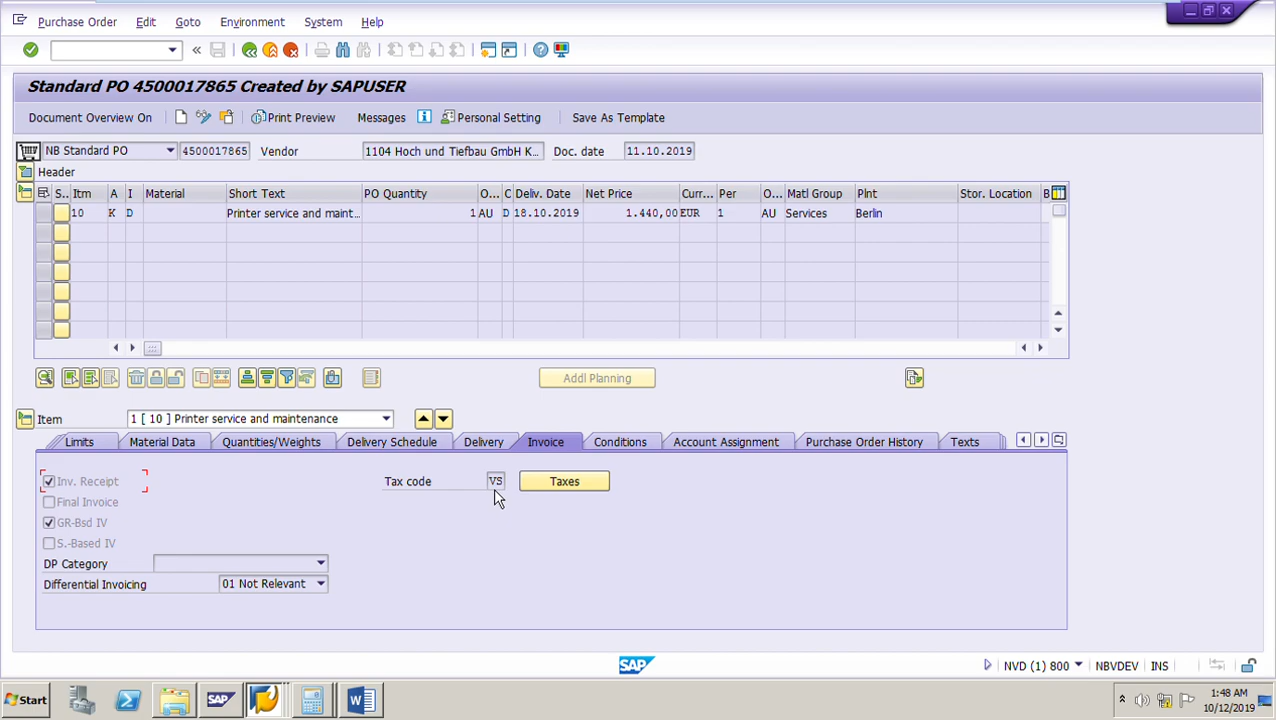 Purchase Order Edit Goto Environment System Help
Standard PO 4500017865 Created by SAPUSER
Document Overview On Print Preview Messages Personal Setting Save As Template
NB Standard PO 4500017865 Vendor 1104 Hoch und Tiefbau GmbH K... Doc. date 11.10.2019
Header
S.. Itm A I Material Short Text PO Quantity O... C Deliv. Date Net Price Curr... Per O... Matl Group Plnt Stor. Location B
10 K D Printer service and maint... 1 AU D 18.10.2019 1.440,00 EUR 1 AU Services Berlin
Addl Planning
Item 1 [ 10 ] Printer service and maintenance
Limits Material Data Quantities/Weights Delivery Schedule Delivery Invoice Conditions Account Assignment Purchase Order History Texts
Inv. Receipt Tax code VS Taxes
Final Invoice
GR-Bsd IV
S.-Based IV
DP Category
Differential Invoicing 01 Not Relevant
SAP NVD (1) 800 NBVDEV INS
Start SAP 1:48 AM
10/12/2019